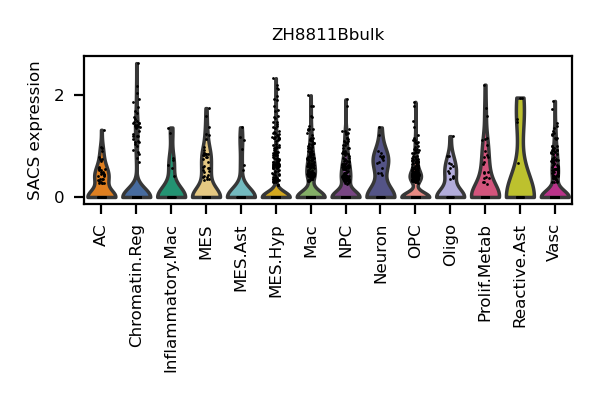 ZH8811Bbulk
SACS expression
2
0
AC
Chromatin.Reg
Inflammatory.Mac
MES
MES.Ast
MES.Hyp
Mac
NPC
Neuron
OPC
Oligo
Prolif.Metab
Reactive.Ast
Vasc